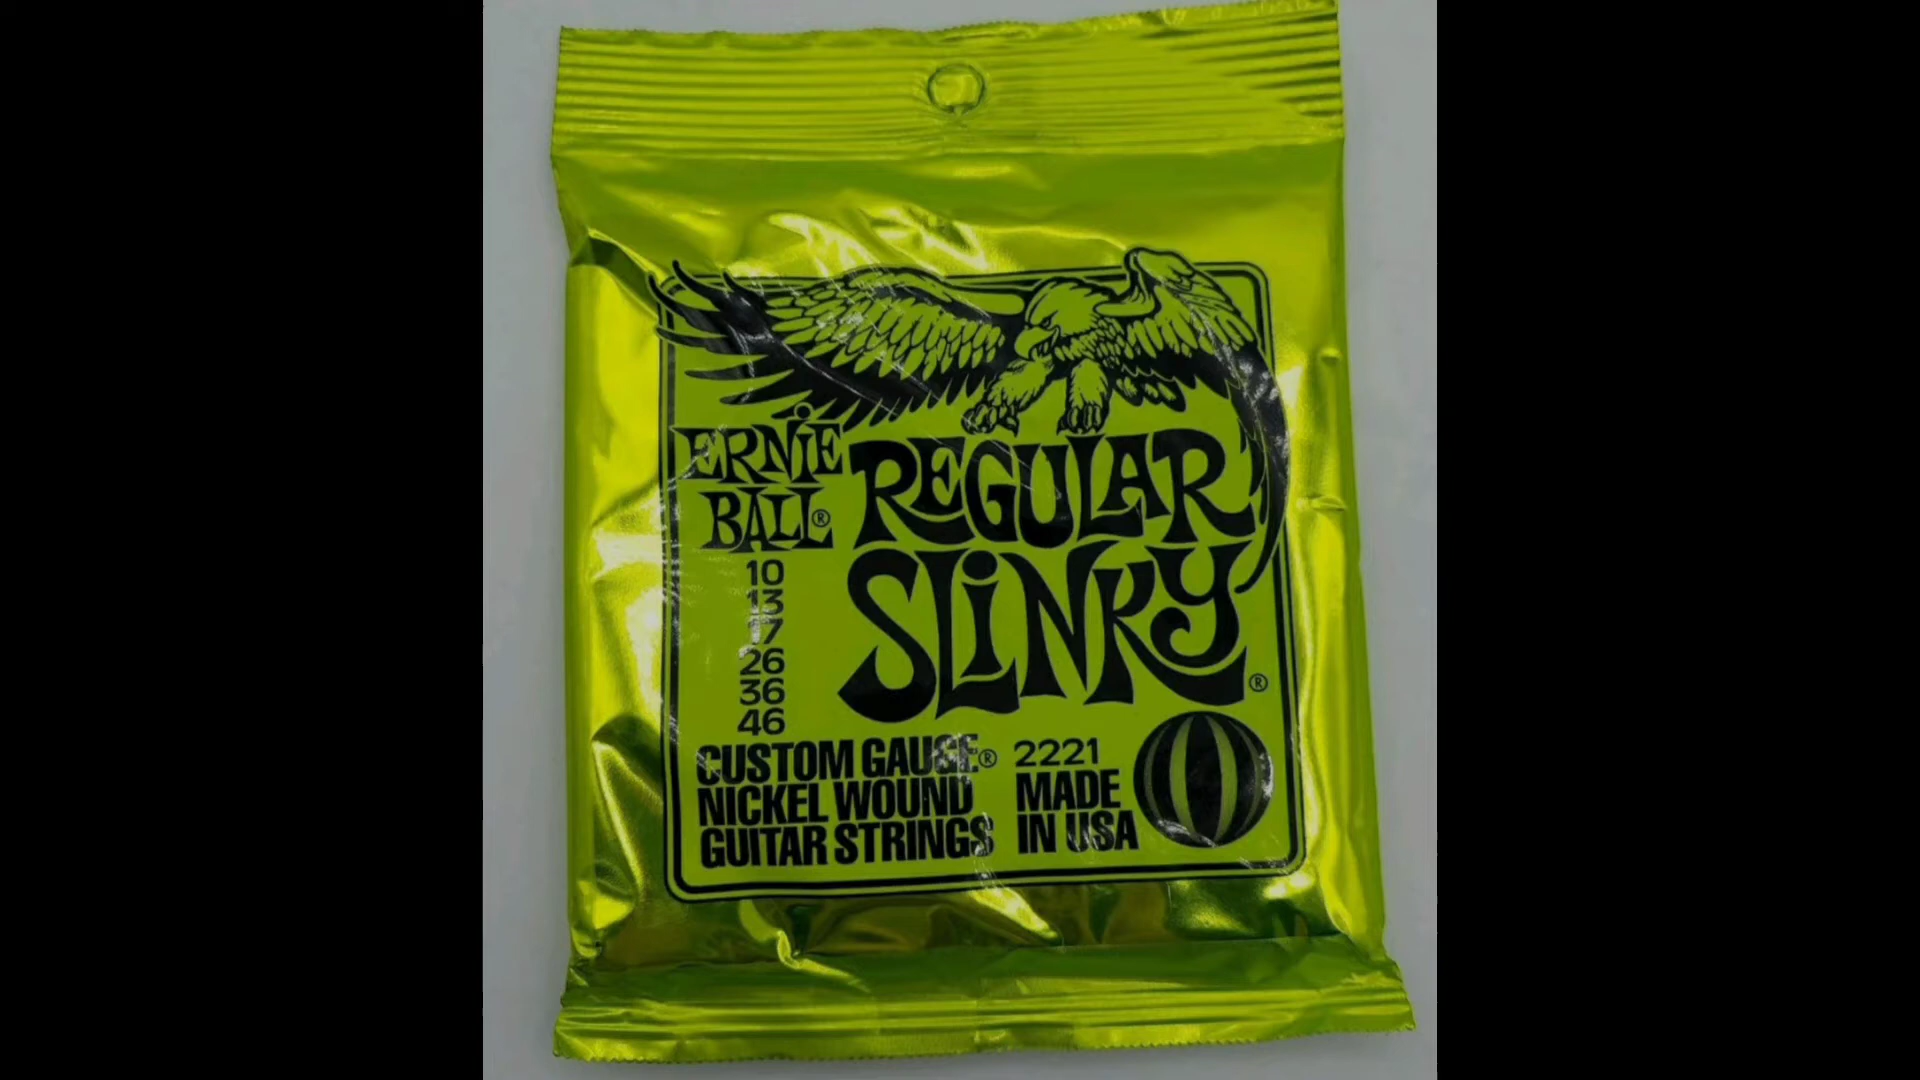 ERNiE
BALL®
REGULAR
SLiNKY®
10
13
17
26
36
46
CUSTOM GAUGE®
NICKEL WOUND
GUITAR STRINGS
2221
MADE
IN USA